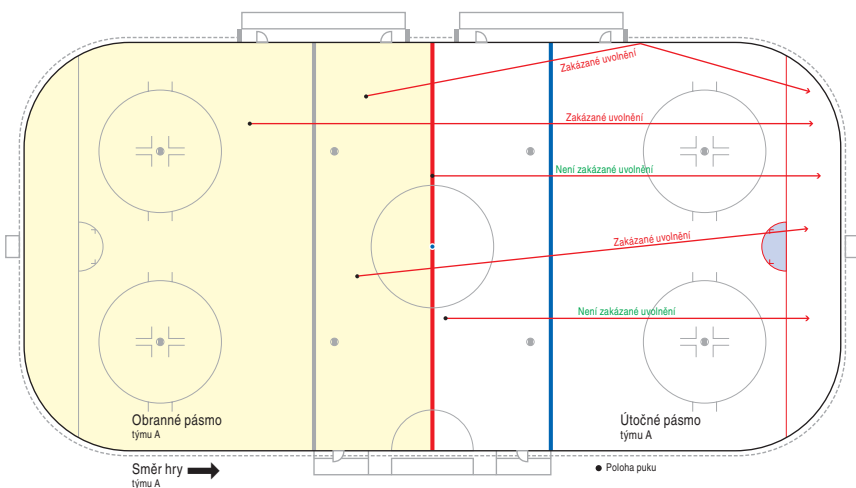 Zakázané uvolnění
Zakázané uvolnění
Není zakázané uvolnění
Zakázané uvolnění
Není zakázané uvolnění
Obranné pásmo
týmu A
Útočné pásmo
týmu A
Směr hry
týmu A
Poloha puku